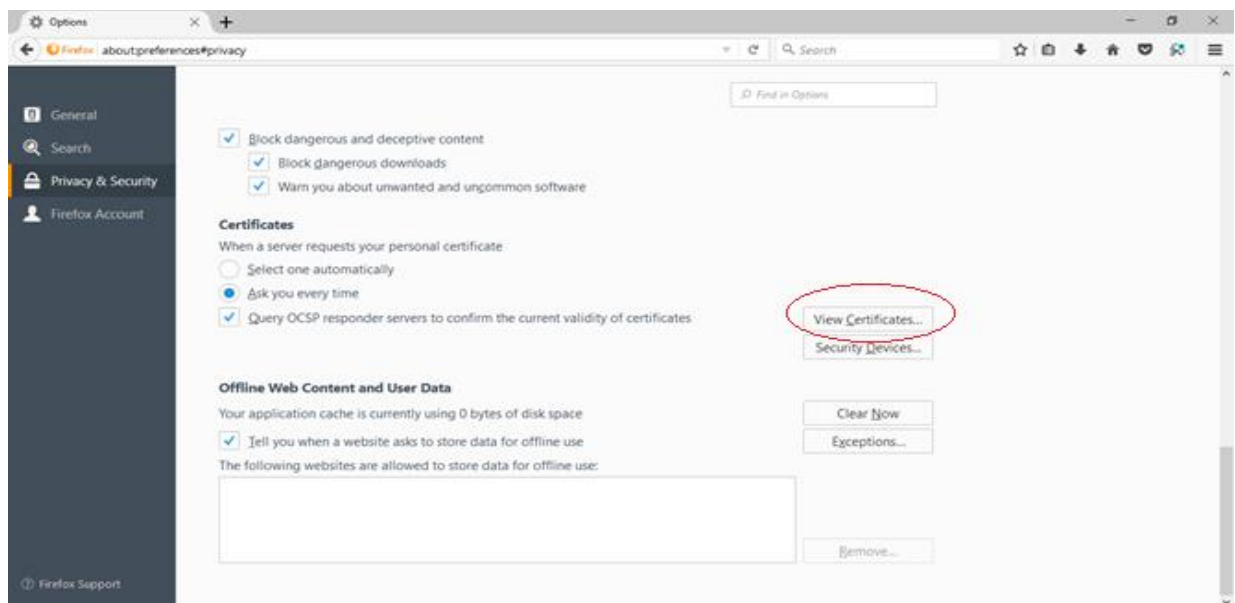 Options
Firefox about:preferences#privacy
Search
Find in Options
General
Search
Privacy & Security
Firefox Account
Block dangerous and deceptive content
Block dangerous downloads
Warn you about unwanted and uncommon software
Certificates
When a server requests your personal certificate
Select one automatically
Ask you every time
Query OCSP responder servers to confirm the current validity of certificates
View Certificates...
Security Devices...
Offline Web Content and User Data
Your application cache is currently using 0 bytes of disk space
Clear Now
Tell you when a website asks to store data for offline use
Exceptions...
The following websites are allowed to store data for offline use:
Remove...
Firefox Support